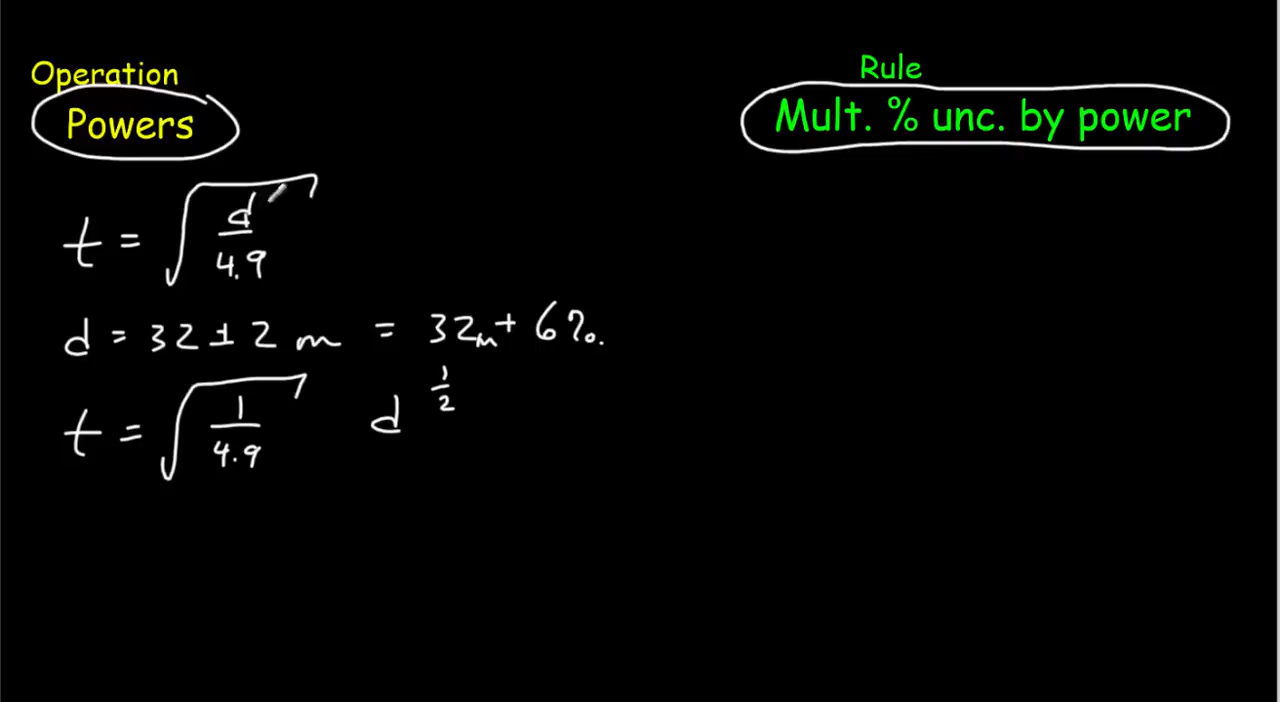 Operation
Rule
Powers
Mult. % unc. by power
t = √(d/4.9)
d = 32 ± 2 m = 32m + 6%.
t = √(1/4.9) d^(1/2)